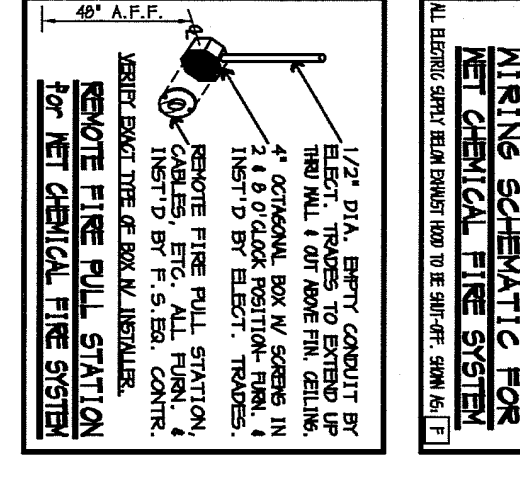 48" A.F.F.
1/2" DIA. EMPTY CONDUIT BY
ELECT. TRADES TO EXTEND UP
THRU WALL & OUT ABOVE FIN. CEILING.
4" OCTAGONAL BOX W/ SCREWS IN
2 & 8 O'CLOCK POSITION- FURN. &
INST'D BY ELECT. TRADES.
REMOTE FIRE PULL STATION,
CABLES, ETC. ALL FURN. &
INST'D BY F.S.EQ. CONTR.
VERIFY EXACT TYPE OF BOX W/ INSTALLER.
REMOTE FIRE PULL STATION
for WET CHEMICAL FIRE SYSTEM
WIRING SCHEMATIC FOR
WET CHEMICAL FIRE SYSTEM
ALL ELECTRIC SUPPLY BELOW EXHAUST HOOD TO BE SHUT-OFF. SHOWN AS: F